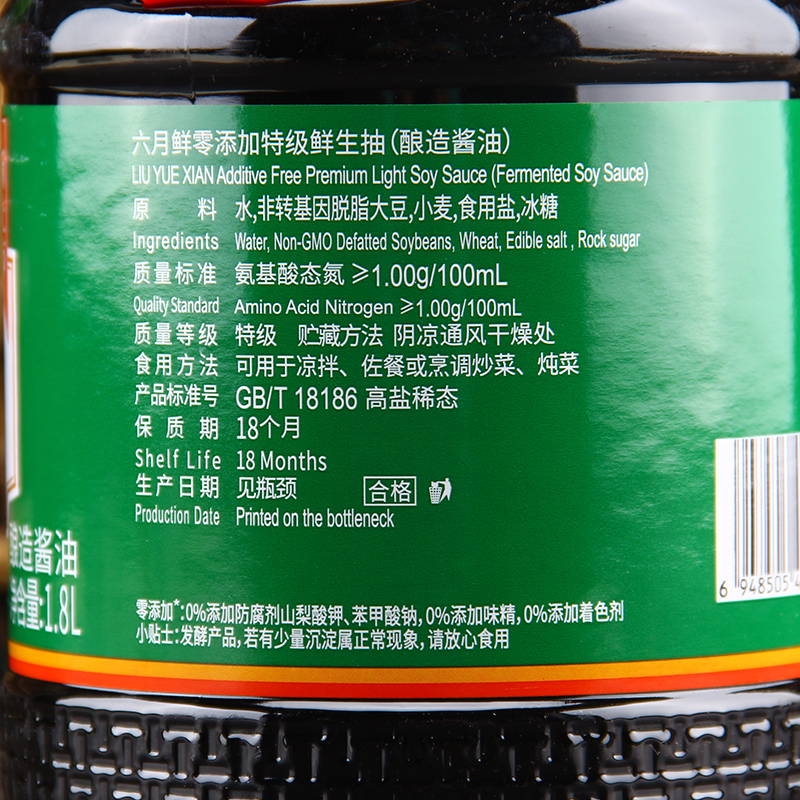 六月鲜零添加特级鲜生抽(酿造酱油)
LIU YUE XIAN Additive Free Premium Light Soy Sauce (Fermented Soy Sauce)
原 料 水,非转基因脱脂大豆,小麦,食用盐,冰糖
Ingredients Water, Non-GMO Defatted Soybeans, Wheat, Edible salt , Rock sugar
质量标准 氨基酸态氮 ≥1.00g/100mL
Quality Standard Amino Acid Nitrogen ≥1.00g/100mL
质量等级 特级 贮藏方法 阴凉通风干燥处
食用方法 可用于凉拌、佐餐或烹调炒菜、炖菜
产品标准号 GB/T 18186 高盐稀态
保 质 期 18个月
Shelf Life 18 Months
生产日期 见瓶颈 合格
Production Date Printed on the bottleneck
酿造酱油
净含量:1.8L
6 948505
零添加*:0%添加防腐剂山梨酸钾、苯甲酸钠,0%添加味精,0%添加着色剂
小贴士:发酵产品,若有少量沉淀属正常现象,请放心食用